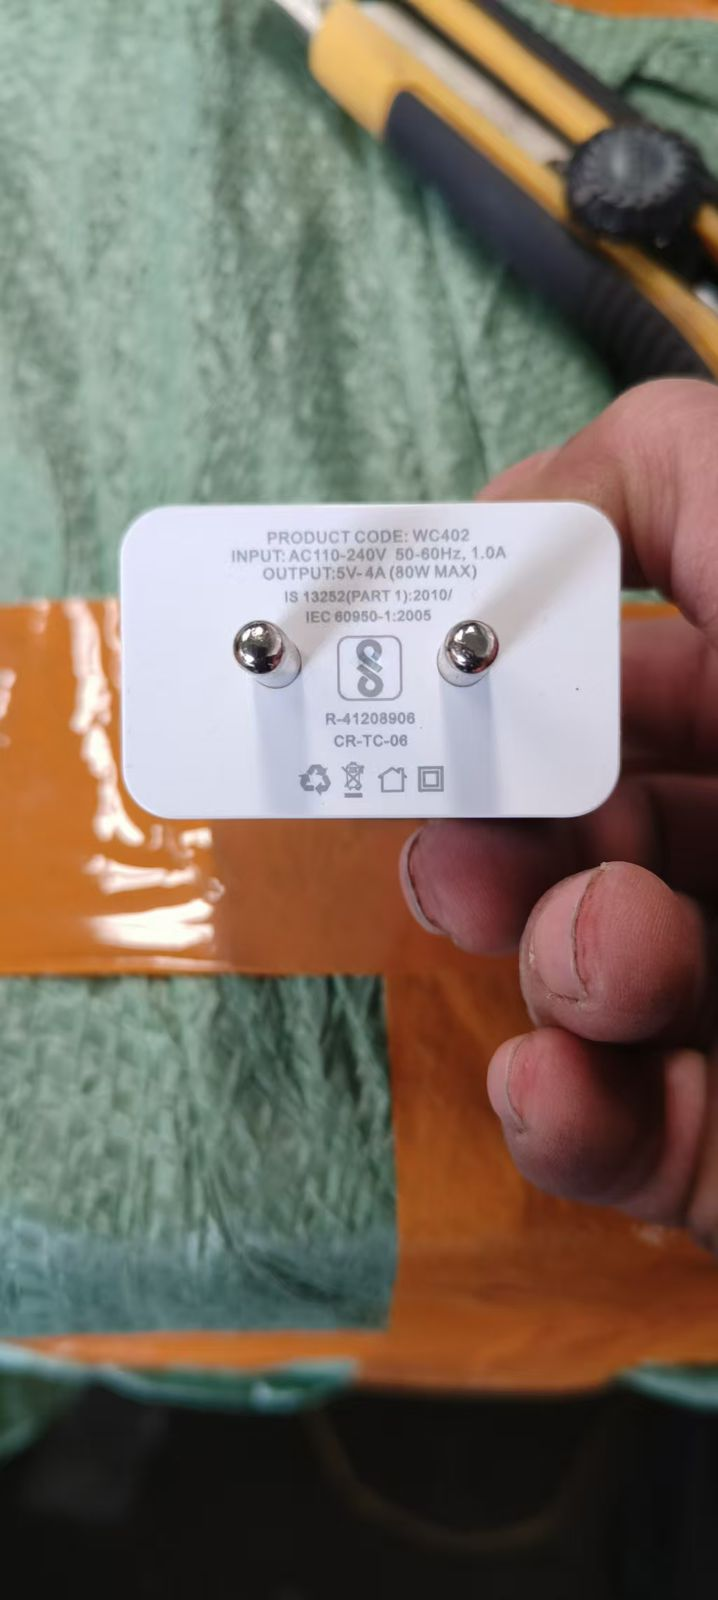 PRODUCT CODE: WC402
INPUT: AC110-240V 50-60Hz, 1.0A
OUTPUT:5V-4A (80W MAX)
IS 13252(PART 1):2010/
IEC 60950-1:2005
R-41208906
CR-TC-06